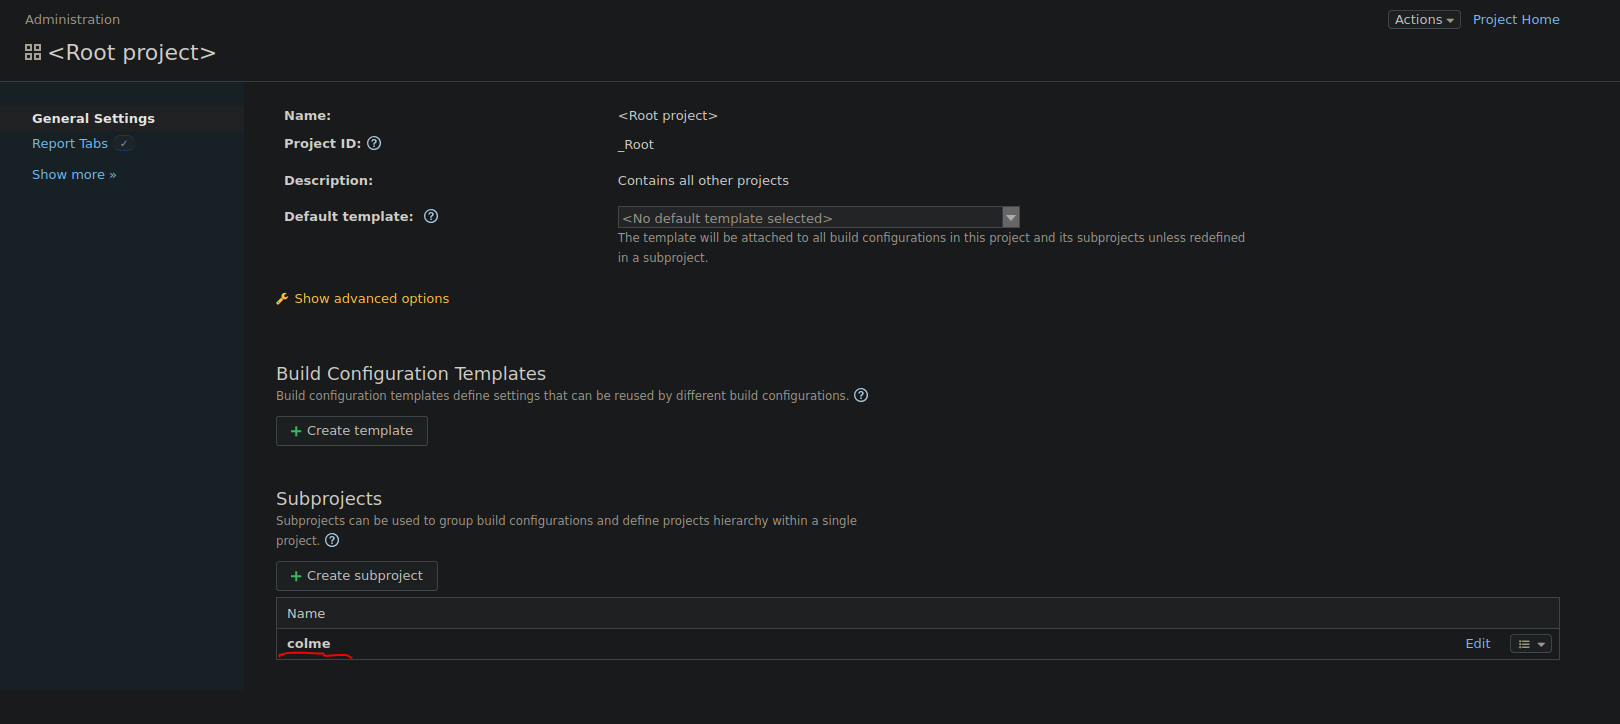 Administration
Actions
Project Home
<Root project>
General Settings
Report Tabs
Show more »
Name:
<Root project>
Project ID:
_Root
Description:
Contains all other projects
Default template:
<No default template selected>
The template will be attached to all build configurations in this project and its subprojects unless redefined
in a subproject.
Show advanced options
Build Configuration Templates
Build configuration templates define settings that can be reused by different build configurations.
+ Create template
Subprojects
Subprojects can be used to group build configurations and define projects hierarchy within a single
project.
+ Create subproject
Name
colme
Edit